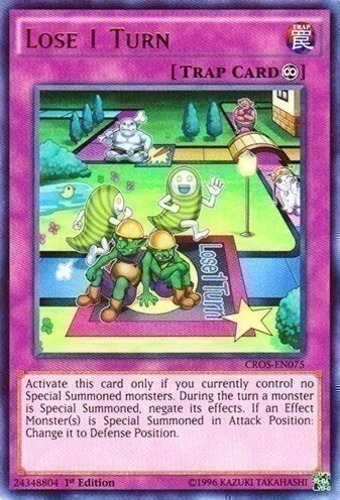 Lose 1 Turn
TRAP
罠
[Trap Card∞]
Lose 1 Turn
CROS-EN075
Activate this card only if you currently control no
Special Summoned monsters. During the turn a monster
is Special Summoned, negate its effects. If an Effect
Monster(s) is Special Summoned in Attack Position:
Change it to Defense Position.
24348804 1st Edition ©1996 KAZUKI TAKAHASHI